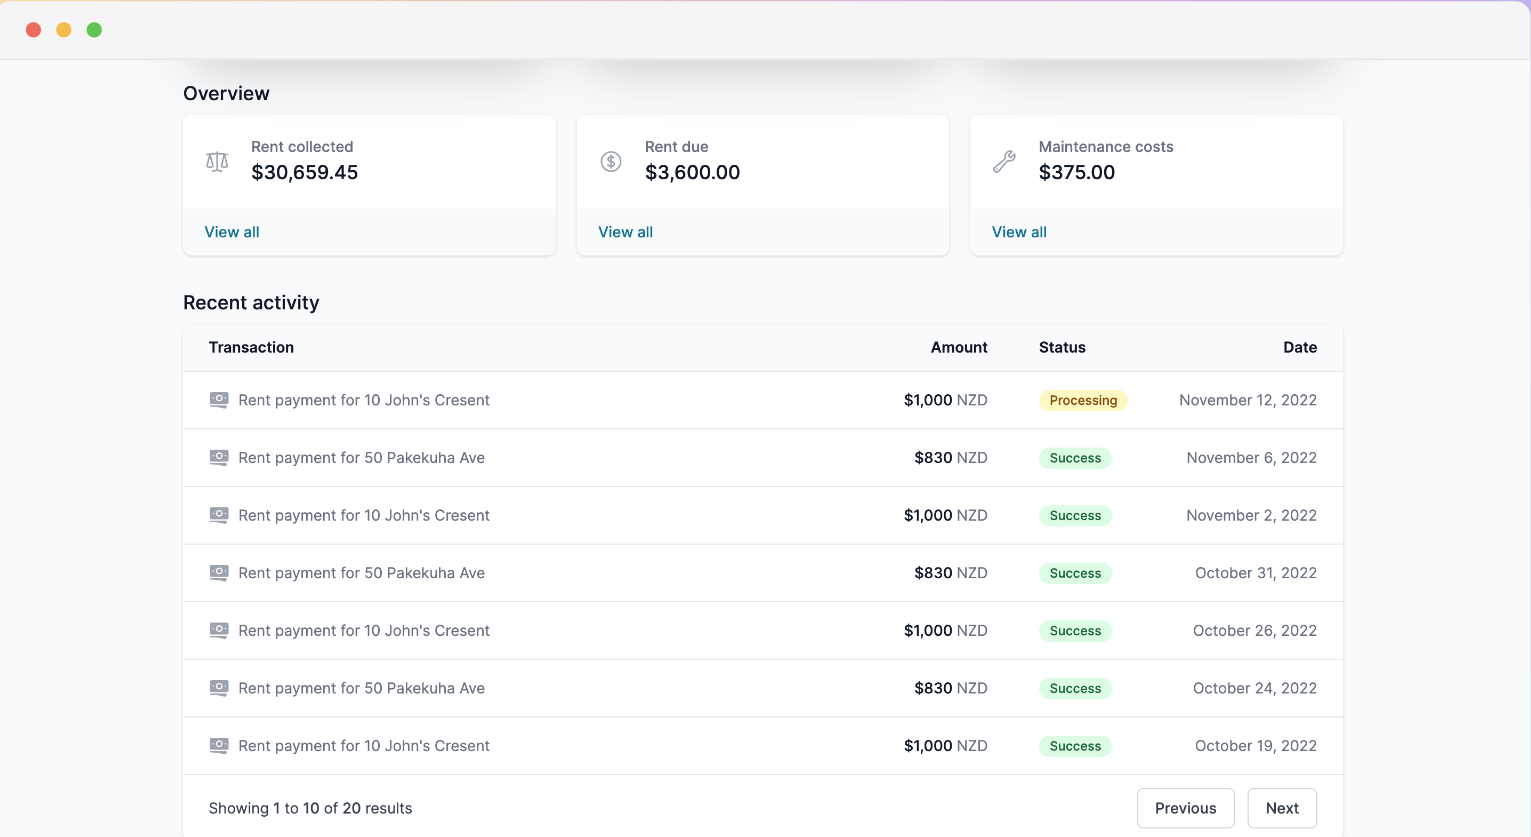 Overview
Rent collected
$30,659.45
View all
Rent due
$3,600.00
View all
Maintenance costs
$375.00
View all
Recent activity
Transaction Amount Status Date
Rent payment for 10 John's Cresent $1,000 NZD Processing November 12, 2022
Rent payment for 50 Pakekuha Ave $830 NZD Success November 6, 2022
Rent payment for 10 John's Cresent $1,000 NZD Success November 2, 2022
Rent payment for 50 Pakekuha Ave $830 NZD Success October 31, 2022
Rent payment for 10 John's Cresent $1,000 NZD Success October 26, 2022
Rent payment for 50 Pakekuha Ave $830 NZD Success October 24, 2022
Rent payment for 10 John's Cresent $1,000 NZD Success October 19, 2022
Showing 1 to 10 of 20 results Previous Next